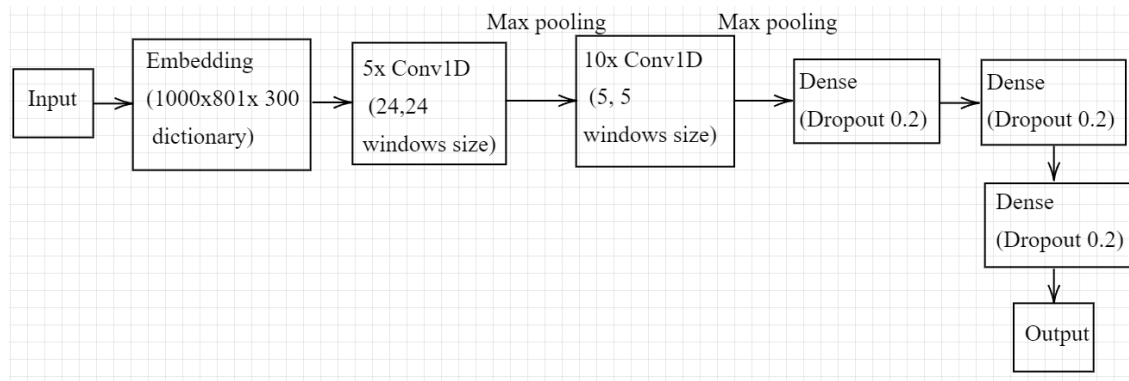 Max pooling
Max pooling
Input
Embedding
(1000x801x 300
dictionary)
5x Conv1D
(24,24
windows size)
10x Conv1D
(5, 5
windows size)
Dense
(Dropout 0.2)
Dense
(Dropout 0.2)
Dense
(Dropout 0.2)
Output